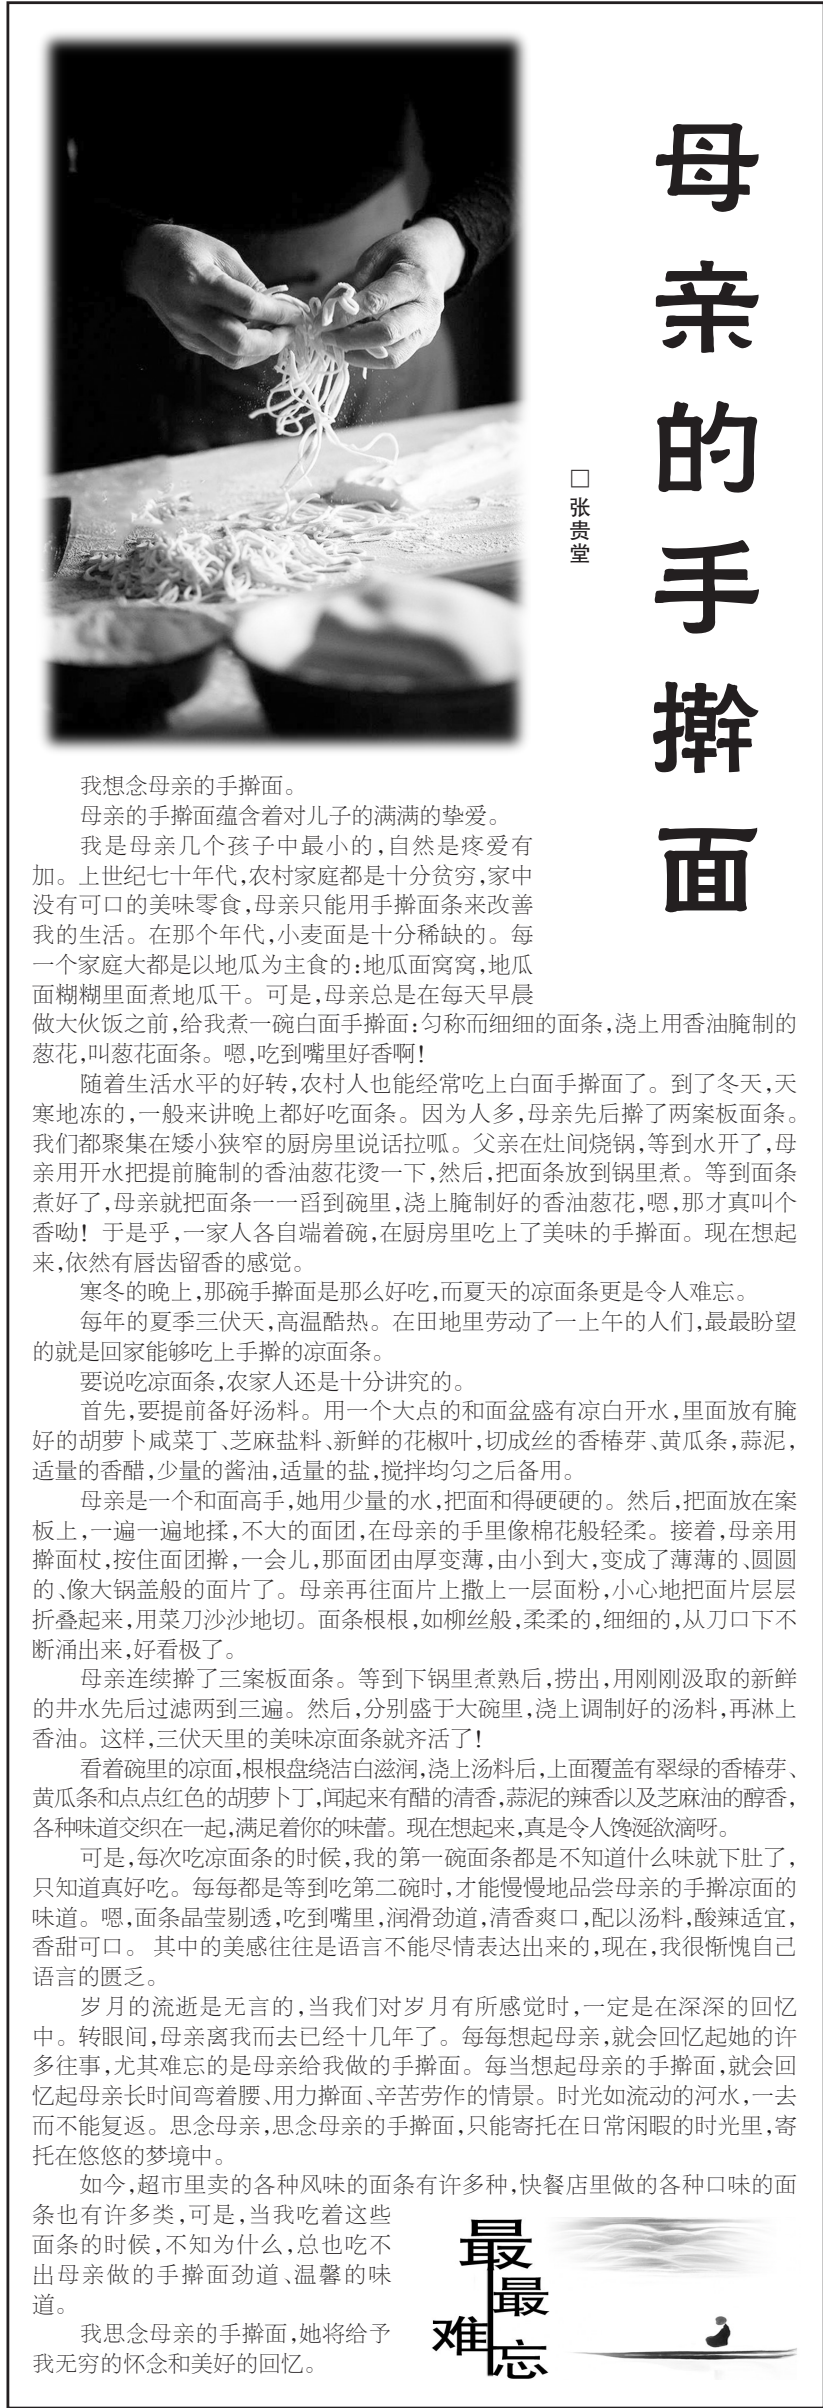 母亲的手擀面
□张贵堂
我想念母亲的手擀面。
母亲的手擀面蕴含着对儿子的满满的挚爱。
我是母亲几个孩子中最小的,自然是疼爱有
加。上世纪七十年代,农村家庭都是十分贫穷,家中
没有可口的美味零食,母亲只能用手擀面条来改善
我的生活。在那个年代,小麦面是十分稀缺的。每
一个家庭大都是以地瓜为主食的:地瓜面窝窝,地瓜
面糊糊里面煮地瓜干。可是,母亲总是在每天早晨
做大伙饭之前,给我煮一碗白面手擀面:匀称而细细的面条,浇上用香油腌制的
葱花,叫葱花面条。嗯,吃到嘴里好香啊!
随着生活水平的好转,农村人也能经常吃上白面手擀面了。到了冬天,天
寒地冻的,一般来讲晚上都好吃面条。因为人多,母亲先后擀了两案板面条。
我们都聚集在矮小狭窄的厨房里说话拉呱。父亲在灶间烧锅,等到水开了,母
亲用开水把提前腌制的香油葱花烫一下,然后,把面条放到锅里煮。等到面条
煮好了,母亲就把面条一一舀到碗里,浇上腌制好的香油葱花,嗯,那才真叫个
香呦!于是乎,一家人各自端着碗,在厨房里吃上了美味的手擀面。现在想起
来,依然有唇齿留香的感觉。
寒冬的晚上,那碗手擀面是那么好吃,而夏天的凉面条更是令人难忘。
每年的夏季三伏天,高温酷热。在田地里劳动了一上午的人们,最最盼望
的就是回家能够吃上手擀的凉面条。
要说吃凉面条,农家人还是十分讲究的。
首先,要提前备好汤料。用一个大点的和面盆盛有凉白开水,里面放有腌
好的胡萝卜咸菜丁、芝麻盐料、新鲜的花椒叶,切成丝的香椿芽、黄瓜条,蒜泥,
适量的香醋,少量的酱油,适量的盐,搅拌均匀之后备用。
母亲是一个和面高手,她用少量的水,把面和得硬硬的。然后,把面放在案
板上,一遍一遍地揉,不大的面团,在母亲的手里像棉花般轻柔。接着,母亲用
擀面杖,按住面团擀,一会儿,那面团由厚变薄,由小到大,变成了薄薄的、圆圆
的、像大锅盖般的面片了。母亲再往面片上撒上一层面粉,小心地把面片层层
折叠起来,用菜刀沙沙地切。面条根根,如柳丝般,柔柔的,细细的,从刀口下不
断涌出来,好看极了。
母亲连续擀了三案板面条。等到下锅里煮熟后,捞出,用刚刚汲取的新鲜
的井水先后过滤两到三遍。然后,分别盛于大碗里,浇上调制好的汤料,再淋上
香油。这样,三伏天里的美味凉面条就齐活了!
看着碗里的凉面,根根盘绕洁白滋润,浇上汤料后,上面覆盖有翠绿的香椿芽、
黄瓜条和点点红色的胡萝卜丁,闻起来有醋的清香,蒜泥的辣香以及芝麻油的醇香,
各种味道交织在一起,满足着你的味蕾。现在想起来,真是令人馋涎欲滴呀。
可是,每次吃凉面条的时候,我的第一碗面条都是不知道什么味就下肚了,
只知道真好吃。每每都是等到吃第二碗时,才能慢慢地品尝母亲的手擀凉面的
味道。嗯,面条晶莹剔透,吃到嘴里,润滑劲道,清香爽口,配以汤料,酸辣适宜,
香甜可口。 其中的美感往往是语言不能尽情表达出来的,现在,我很惭愧自己
语言的匮乏。
岁月的流逝是无言的,当我们对岁月有所感觉时,一定是在深深的回忆
中。转眼间,母亲离我而去已经十几年了。每每想起母亲,就会回忆起她的许
多往事,尤其难忘的是母亲给我做的手擀面。每当想起母亲的手擀面,就会回
忆起母亲长时间弯着腰、用力擀面、辛苦劳作的情景。时光如流动的河水,一去
而不能复返。思念母亲,思念母亲的手擀面,只能寄托在日常闲暇的时光里,寄
托在悠悠的梦境中。
如今,超市里卖的各种风味的面条有许多种,快餐店里做的各种口味的面
条也有许多类,可是,当我吃着这些
面条的时候,不知为什么,总也吃不
出母亲做的手擀面劲道、温馨的味
道。
我思念母亲的手擀面,她将给予
我无穷的怀念和美好的回忆。
最
最
难
忘